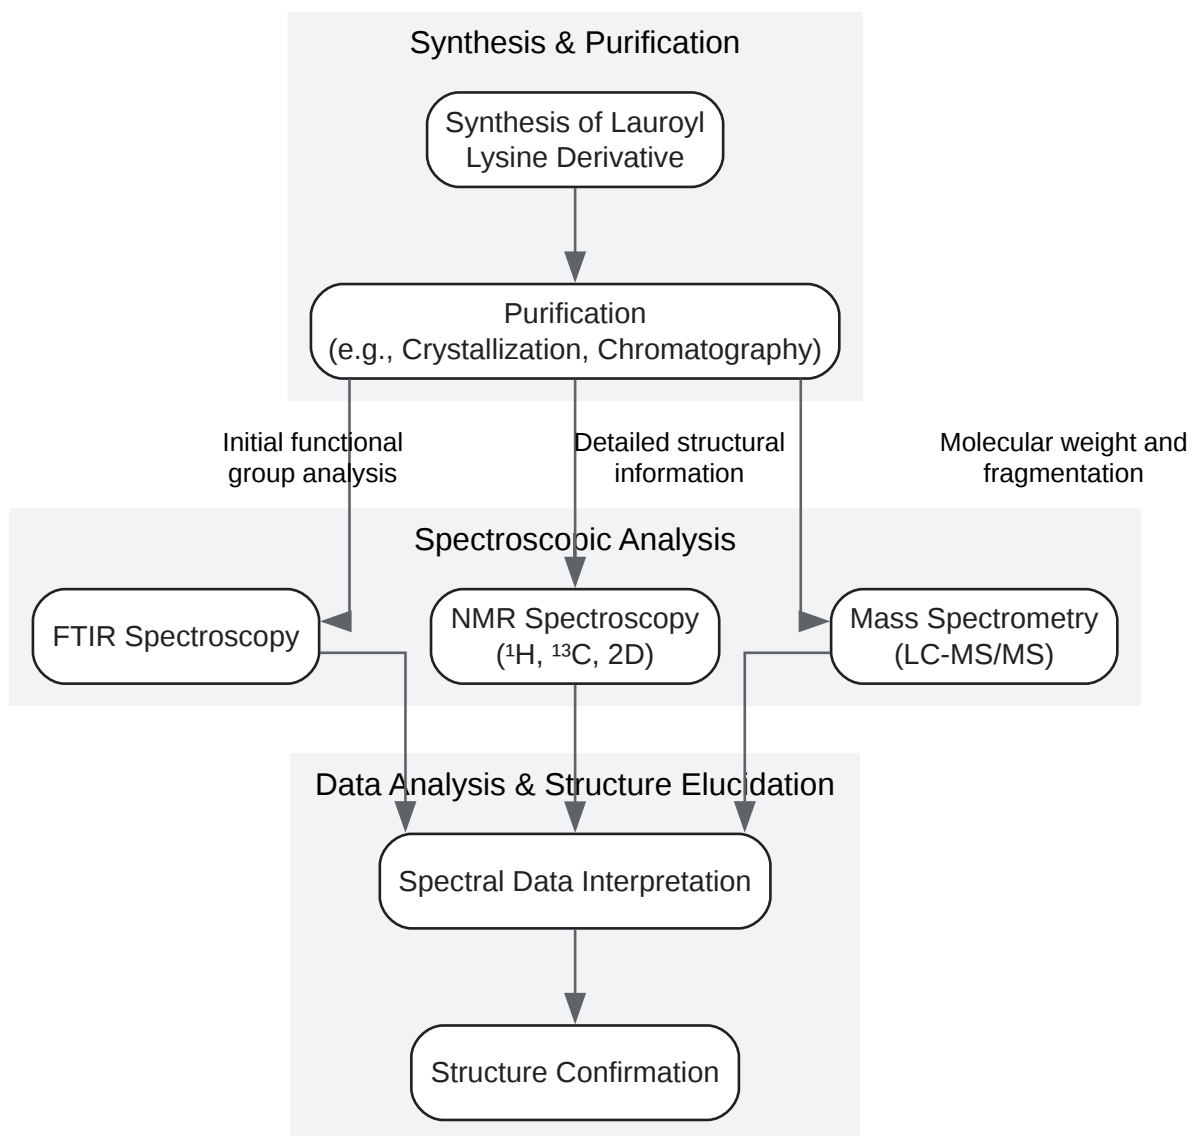 Synthesis & Purification
Synthesis of Lauroyl
Lysine Derivative
Purification
(e.g., Crystallization, Chromatography)
Initial functional
group analysis
Detailed structural
information
Molecular weight and
fragmentation
Spectroscopic Analysis
FTIR Spectroscopy
NMR Spectroscopy
(¹H, ¹³C, 2D)
Mass Spectrometry
(LC-MS/MS)
Data Analysis & Structure Elucidation
Spectral Data Interpretation
Structure Confirmation